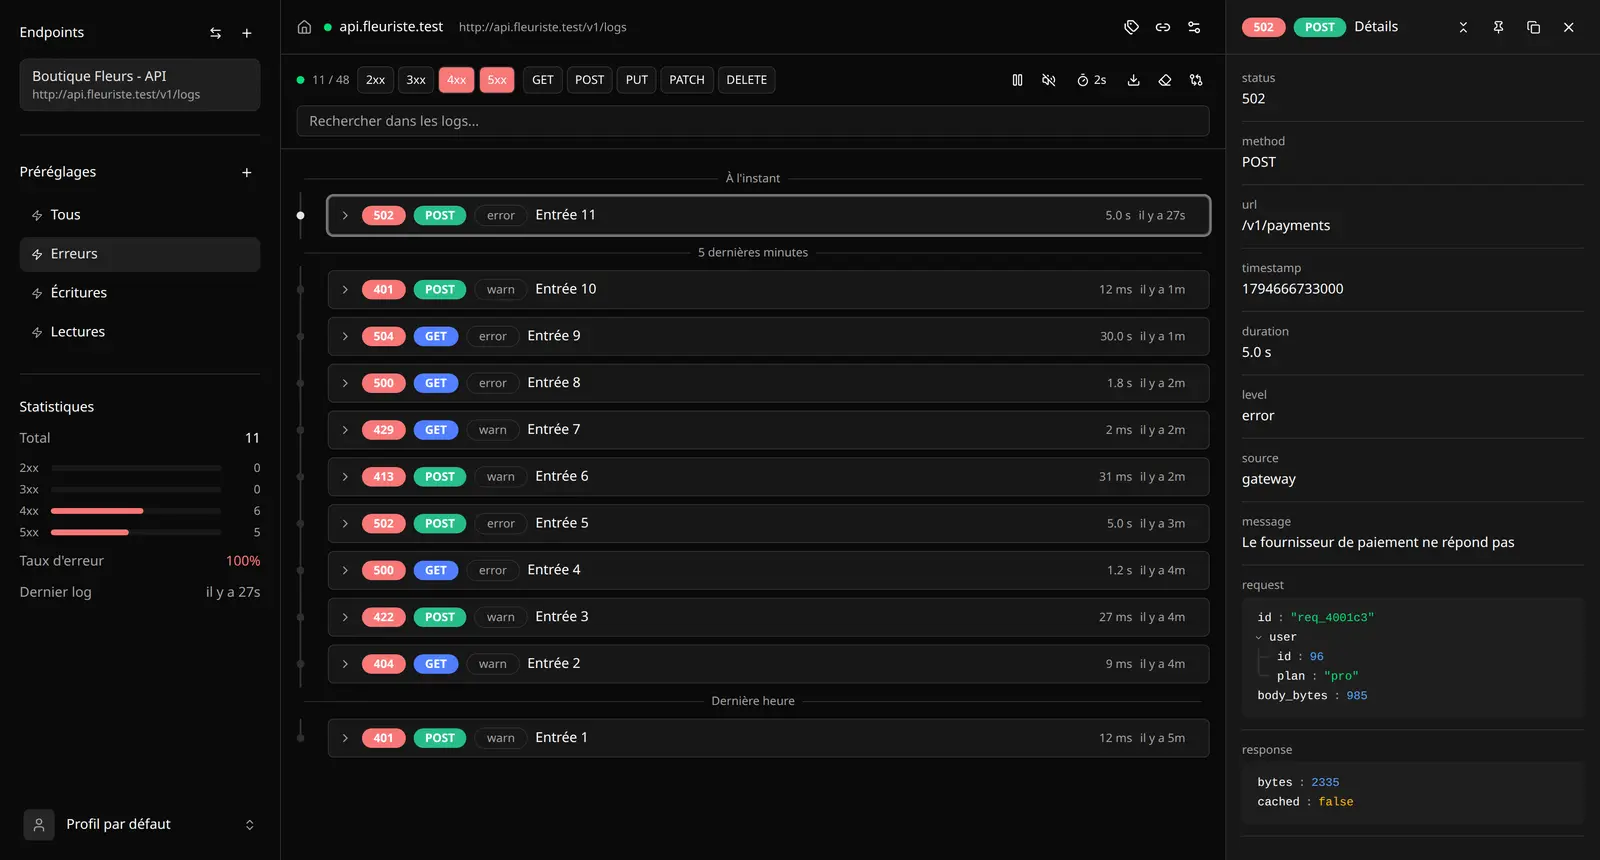 Endpoints
Boutique Fleurs - API
http://api.fleuriste.test/v1/logs
Préréglages
Tous
Erreurs
Écritures
Lectures
Statistiques
Total 11
2xx 0
3xx 0
4xx 6
5xx 5
Taux d'erreur 100%
Dernier log il y a 27s
Profil par défaut
api.fleuriste.test http://api.fleuriste.test/v1/logs
11 / 48 2xx 3xx 4xx 5xx GET POST PUT PATCH DELETE 2s
Rechercher dans les logs...
À l'instant
502 POST error Entrée 11 5.0 s il y a 27s
5 dernières minutes
401 POST warn Entrée 10 12 ms il y a 1m
504 GET error Entrée 9 30.0 s il y a 1m
500 GET error Entrée 8 1.8 s il y a 2m
429 GET warn Entrée 7 2 ms il y a 2m
413 POST warn Entrée 6 31 ms il y a 2m
502 POST error Entrée 5 5.0 s il y a 3m
500 GET error Entrée 4 1.2 s il y a 4m
422 POST warn Entrée 3 27 ms il y a 4m
404 GET warn Entrée 2 9 ms il y a 4m
Dernière heure
401 POST warn Entrée 1 12 ms il y a 5m
502 POST Détails
status
502
method
POST
url
/v1/payments
timestamp
1794666733000
duration
5.0 s
level
error
source
gateway
message
Le fournisseur de paiement ne répond pas
request
id : "req_4001c3"
user
id : 96
plan : "pro"
body_bytes : 985
response
bytes : 2335
cached : false